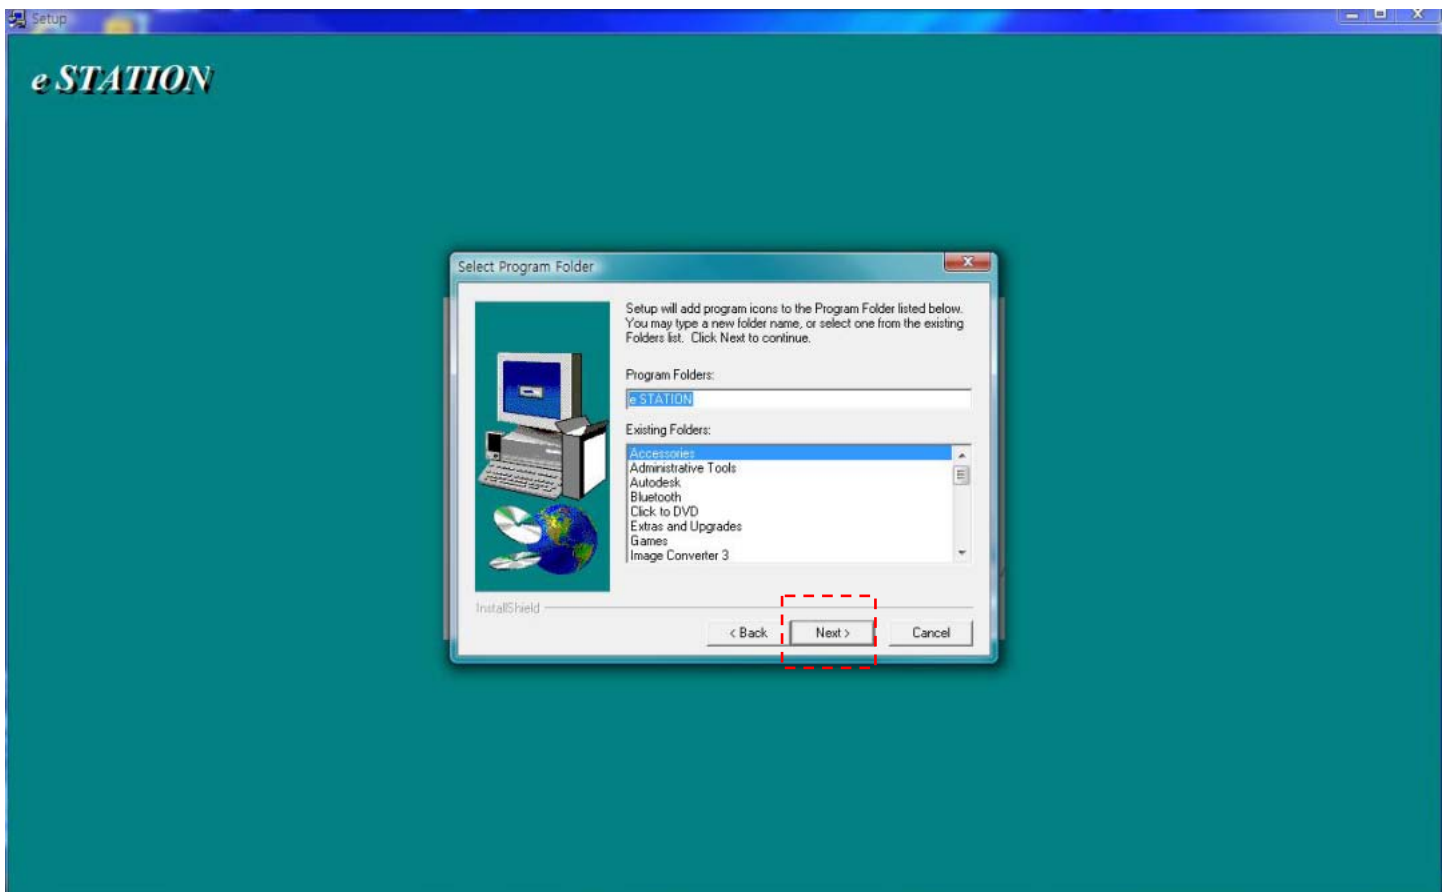 Setup
e STATION
Select Program Folder
Setup will add program icons to the Program Folder listed below.
You may type a new folder name, or select one from the existing
Folders list. Click Next to continue.
Program Folders:
e STATION
Existing Folders:
Accessories
Administrative Tools
Autodesk
Bluetooth
Click to DVD
Extras and Upgrades
Games
Image Converter 3
InstallShield
< Back
Next >
Cancel